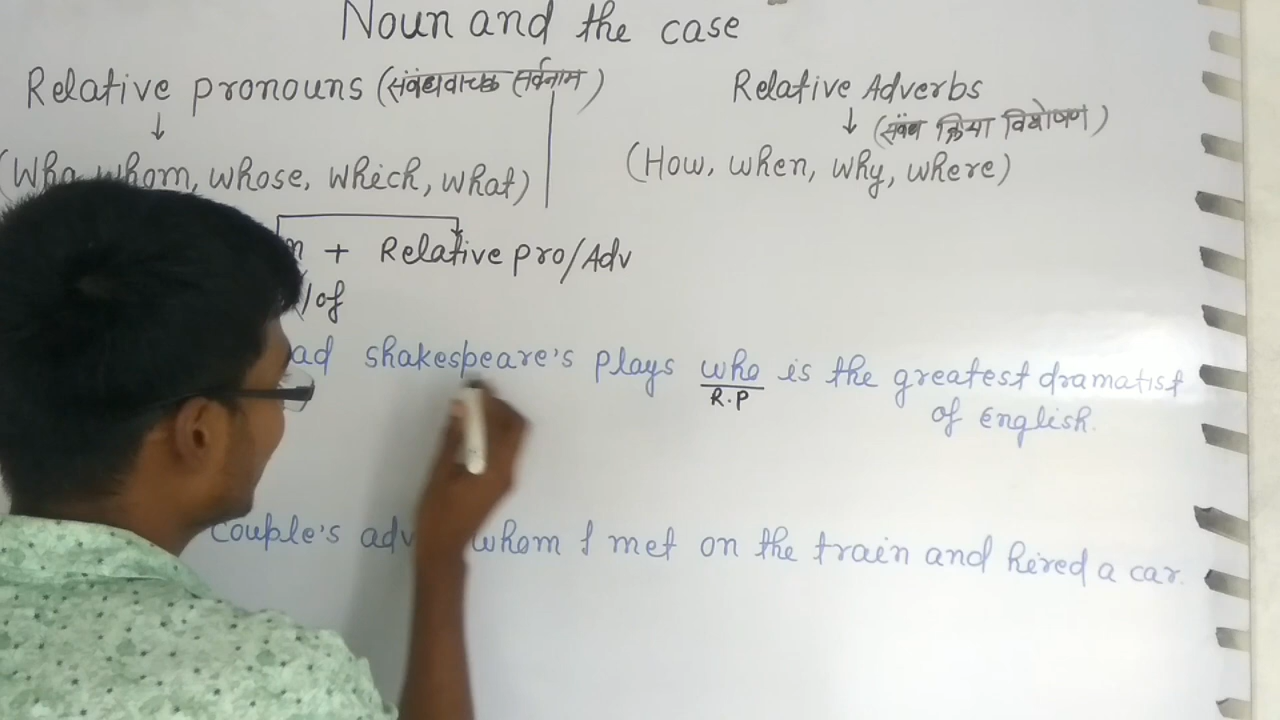 Noun and the case
Relative pronouns (संबंधवाचक सर्वनाम)
Relative Adverbs
(संबंध क्रिया विशेषण)
(Who, whom, whose, which, what)
(How, when, why, where)
+ Relative pro/Adv
/of
shakespeare's plays who is the greatest dramatist
R.P
of English.
couple's whom I met on the train and hired a car.